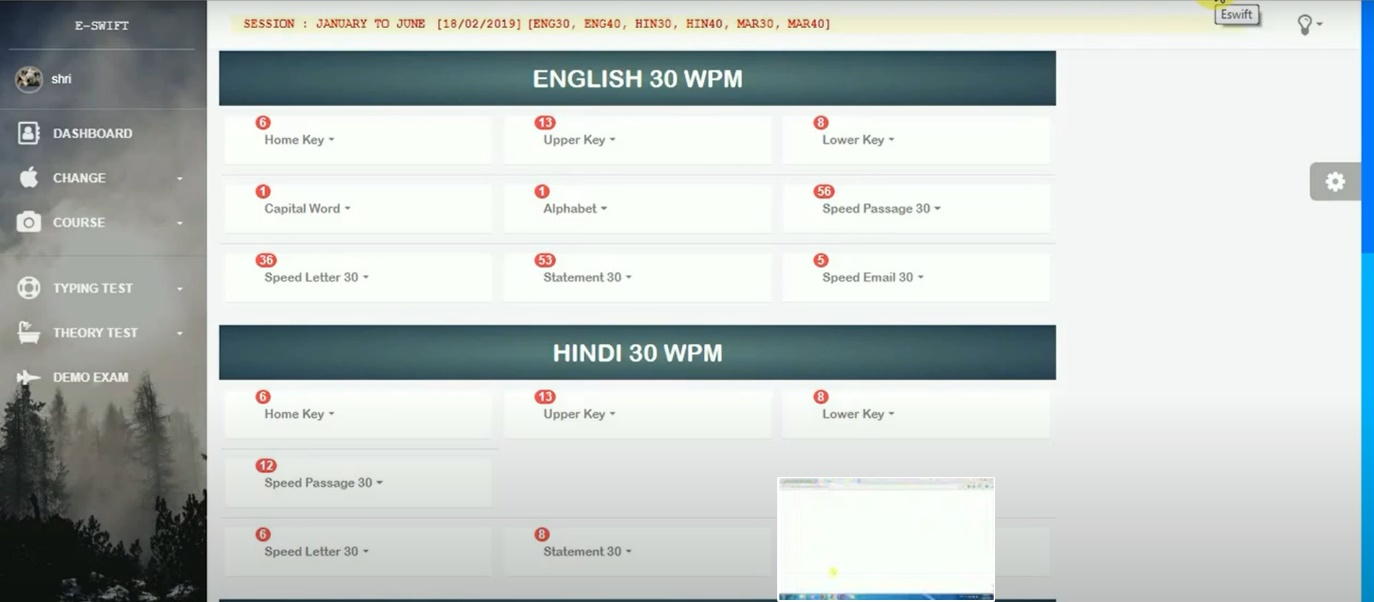 E-SWIFT
SESSION : JANUARY TO JUNE [18/02/2019] [ENG30, ENG40, HIN30, HIN40, MAR30, MAR40]
Eswift
shri
DASHBOARD
CHANGE
COURSE
TYPING TEST
THEORY TEST
DEMO EXAM
ENGLISH 30 WPM
6
Home Key
13
Upper Key
8
Lower Key
1
Capital Word
1
Alphabet
56
Speed Passage 30
36
Speed Letter 30
53
Statement 30
5
Speed Email 30
HINDI 30 WPM
6
Home Key
13
Upper Key
8
Lower Key
12
Speed Passage 30
6
Speed Letter 30
8
Statement 30